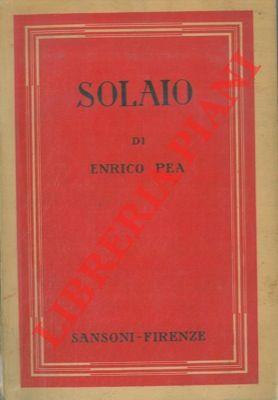 SOLAIO
DI
ENRICO PEA
SANSONI-FIRENZE
LIBRERIA PIANI